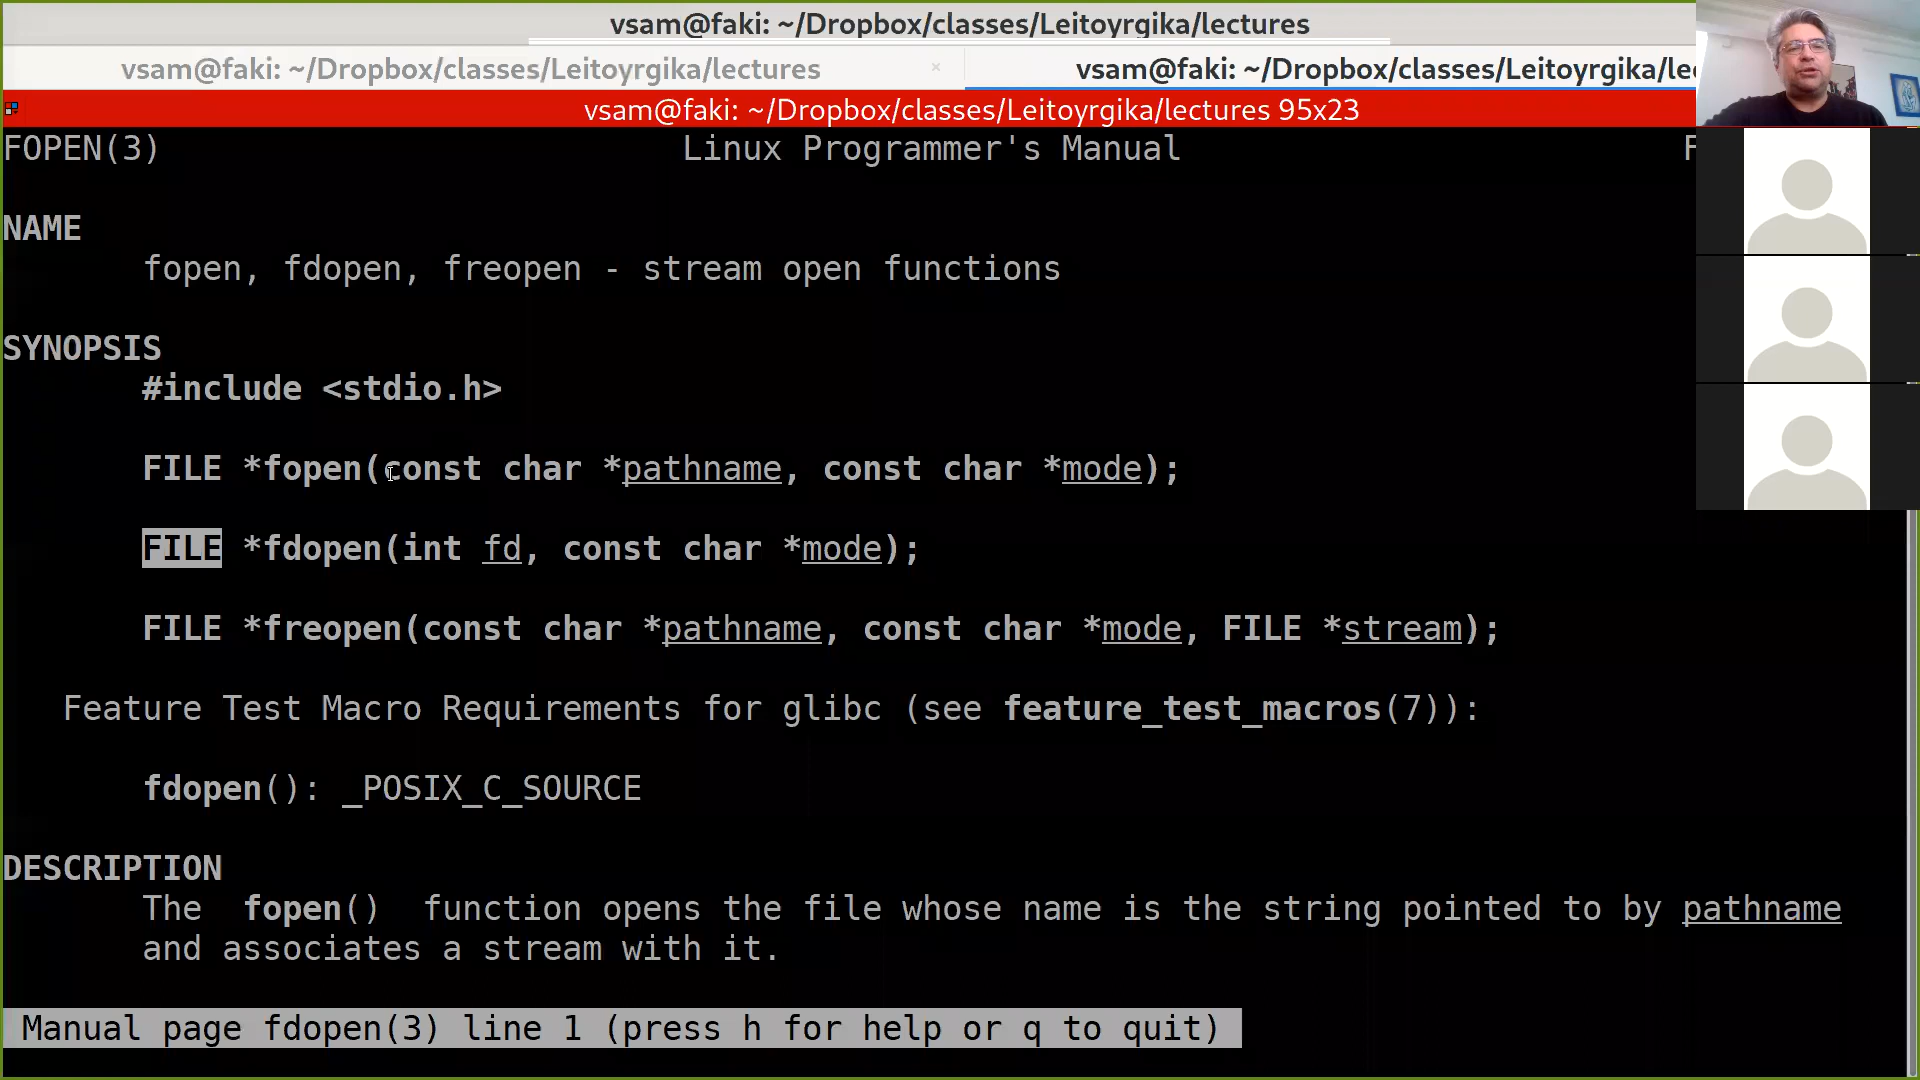 vsam@faki: ~/Dropbox/classes/Leitoyrgika/lectures
vsam@faki: ~/Dropbox/classes/Leitoyrgika/lectures × vsam@faki: ~/Dropbox/classes/Leitoyrgika/le
vsam@faki: ~/Dropbox/classes/Leitoyrgika/lectures 95x23
FOPEN(3) Linux Programmer's Manual F
NAME
fopen, fdopen, freopen - stream open functions
SYNOPSIS
#include <stdio.h>
FILE *fopen(const char *pathname, const char *mode);
FILE *fdopen(int fd, const char *mode);
FILE *freopen(const char *pathname, const char *mode, FILE *stream);
Feature Test Macro Requirements for glibc (see feature_test_macros(7)):
fdopen(): _POSIX_C_SOURCE
DESCRIPTION
The fopen() function opens the file whose name is the string pointed to by pathname
and associates a stream with it.
Manual page fdopen(3) line 1 (press h for help or q to quit)